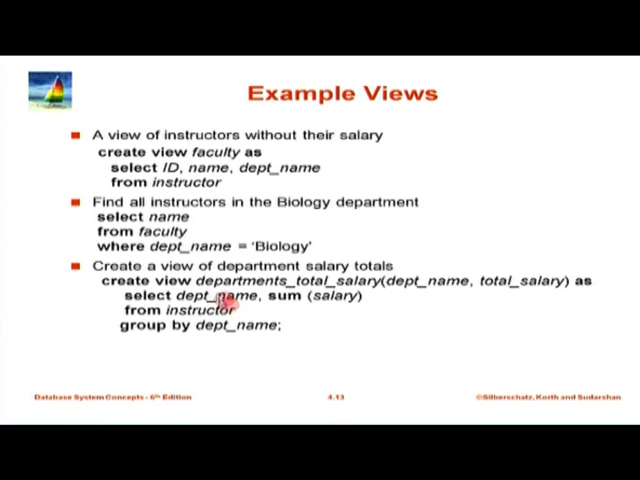 Example Views
A view of instructors without their salary
create view faculty as
select ID, name, dept_name
from instructor
Find all instructors in the Biology department
select name
from faculty
where dept_name = ‘Biology’
Create a view of department salary totals
create view departments_total_salary(dept_name, total_salary) as
select dept_name, sum (salary)
from instructor
group by dept_name;
Database System Concepts - 6th Edition
4.13
©Silberschatz, Korth and Sudarshan